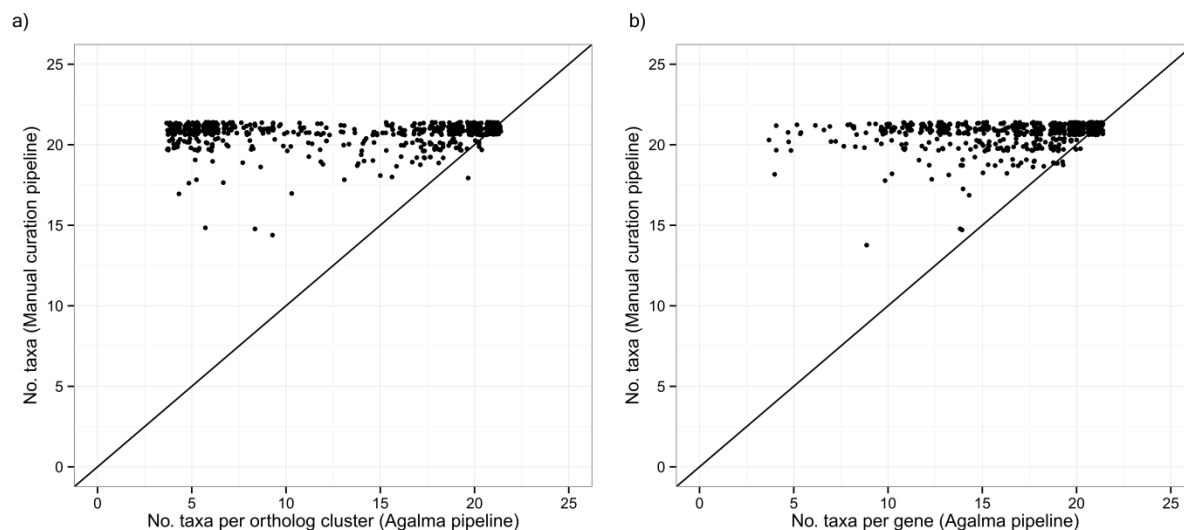 a)
No. taxa (Manual curation pipeline)
25
20
15
10
5
0
0 5 10 15 20 25
No. taxa per ortholog cluster (Agalma pipeline)
b)
No. taxa (Manual curation pipeline)
25
20
15
10
5
0
0 5 10 15 20 25
No. taxa per gene (Agalma pipeline)